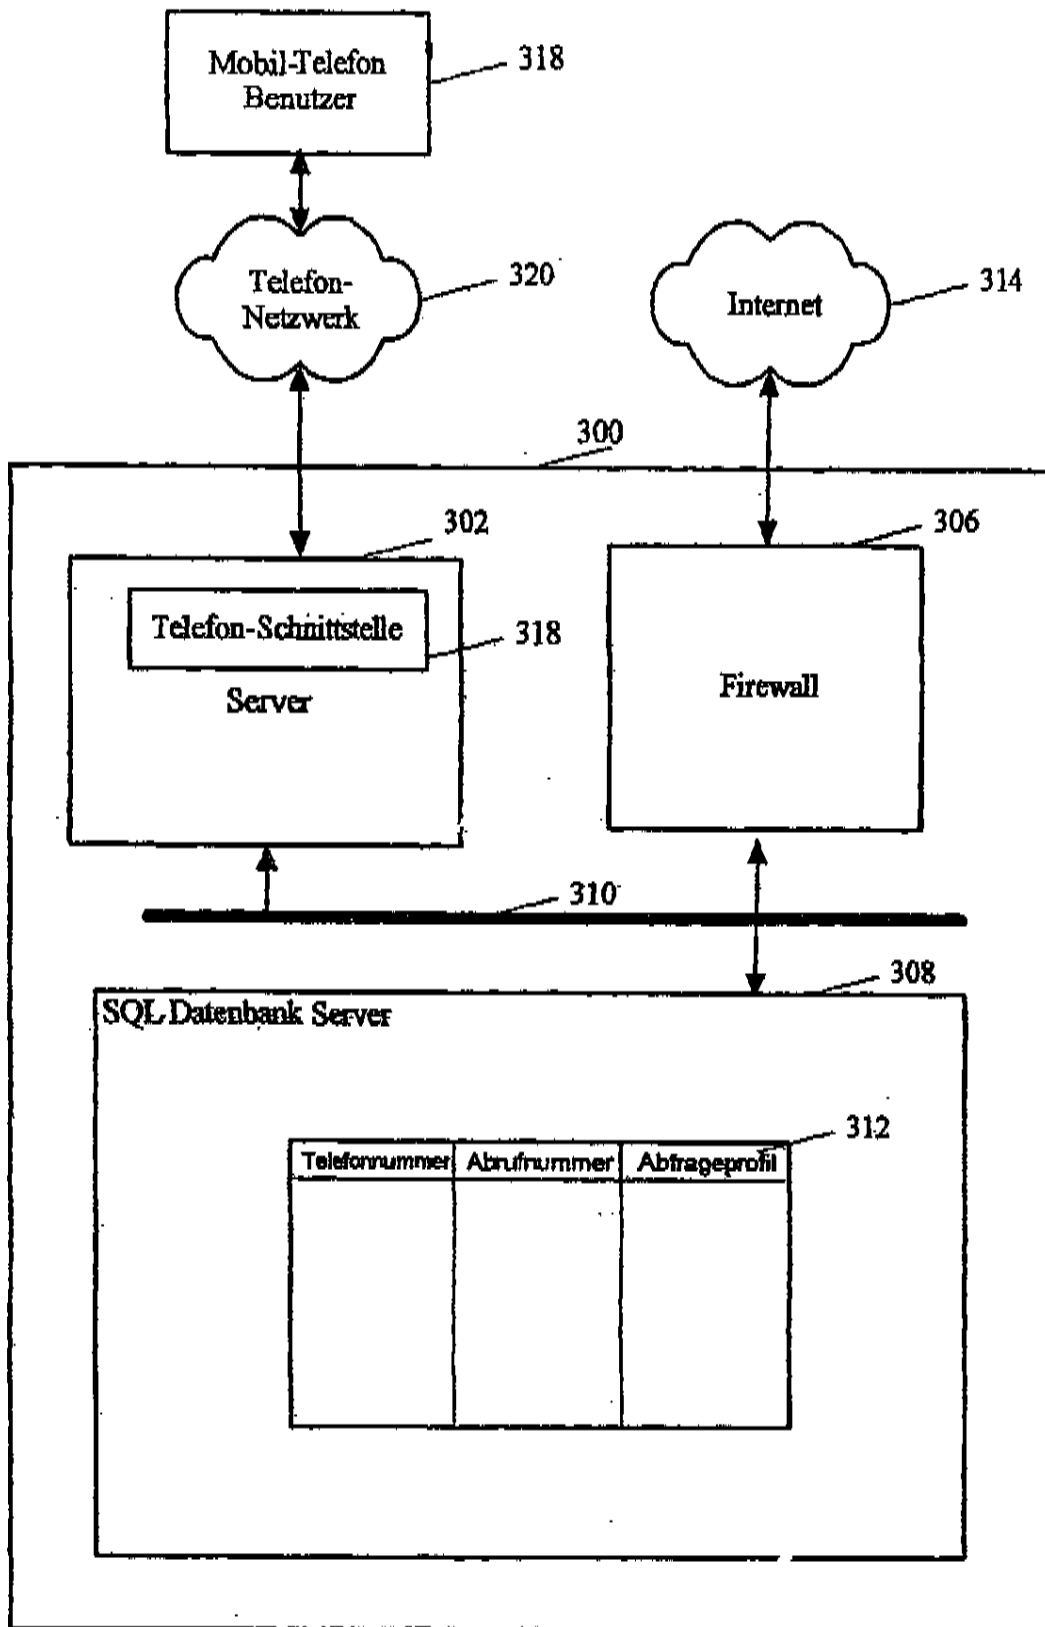 Mobil-Telefon
Benutzer
318
Telefon-
Netzwerk
320
Internet
314
300
302
306
Telefon-Schnittstelle
318
Server
Firewall
310
308
SQL Datenbank Server
312
Telefonnummer Abrufnummer Abfrageprofil